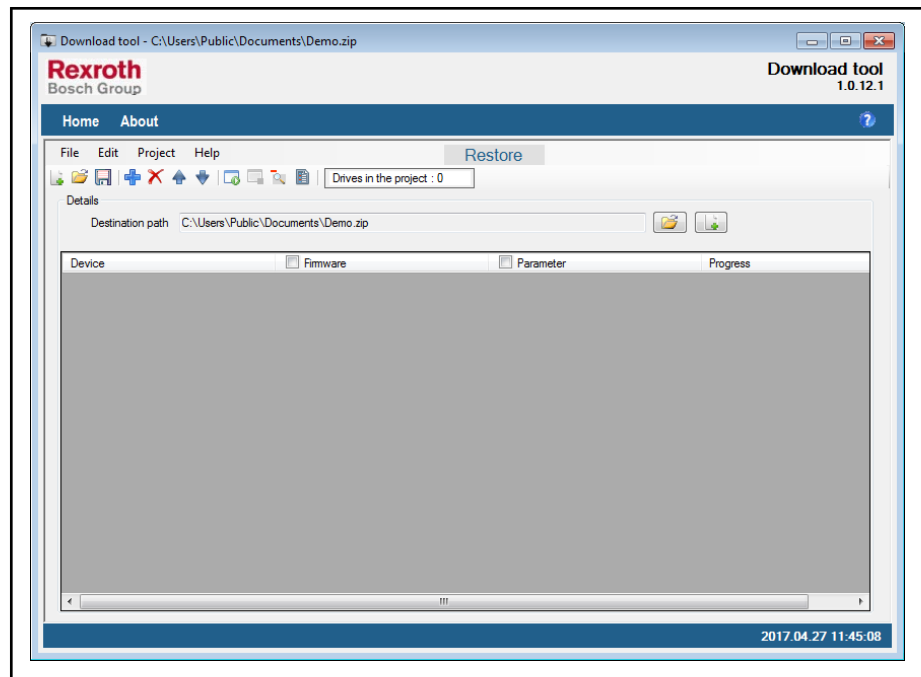 Download tool - C:\Users\Public\Documents\Demo.zip
Rexroth
Bosch Group
Download tool
1.0.12.1
Home About
File Edit Project Help
Restore
Drives in the project : 0
Details
Destination path C:\Users\Public\Documents\Demo.zip
Device Firmware Parameter Progress
2017.04.27 11:45:08